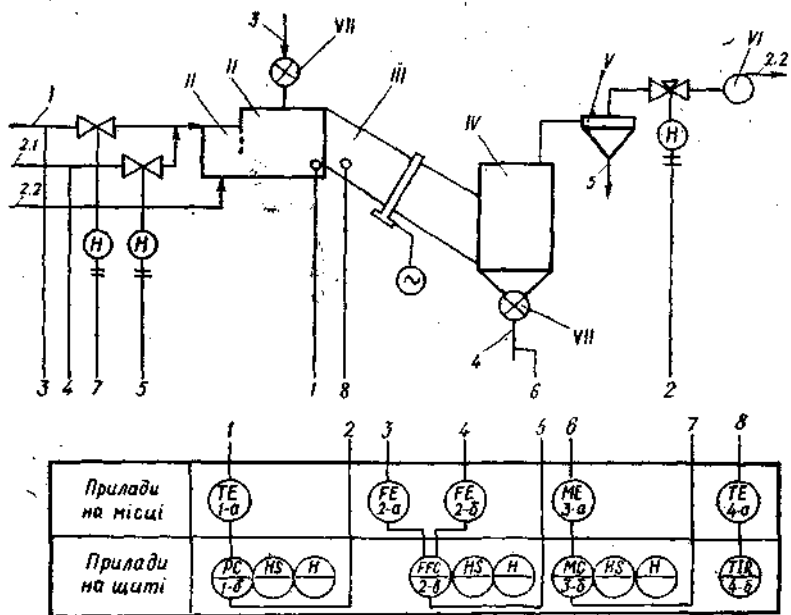 3 VII
II II III V VI 2.2
1
2.1
2.2
IV
H H H
5
~
VII
4
3 4 7 5 1 8 6 2
1 2 3 4 6 5 7 8
Прилади на місці
TE 1-а
FE 2-а
FE 2-б
ME 3-а
TE 4-а
Прилади на щиті
PC 1-б HS H
FFC 2-в HS H
MC 3-б HS H
TIR 4-б